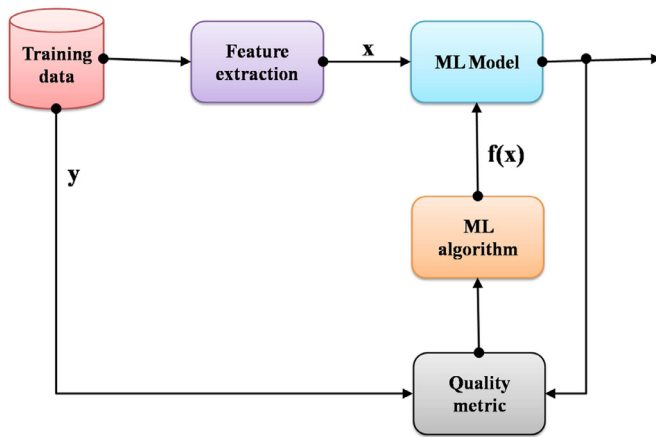 Training
data
Feature
extraction
x
ML Model
y
f(x)
ML
algorithm
Quality
metric